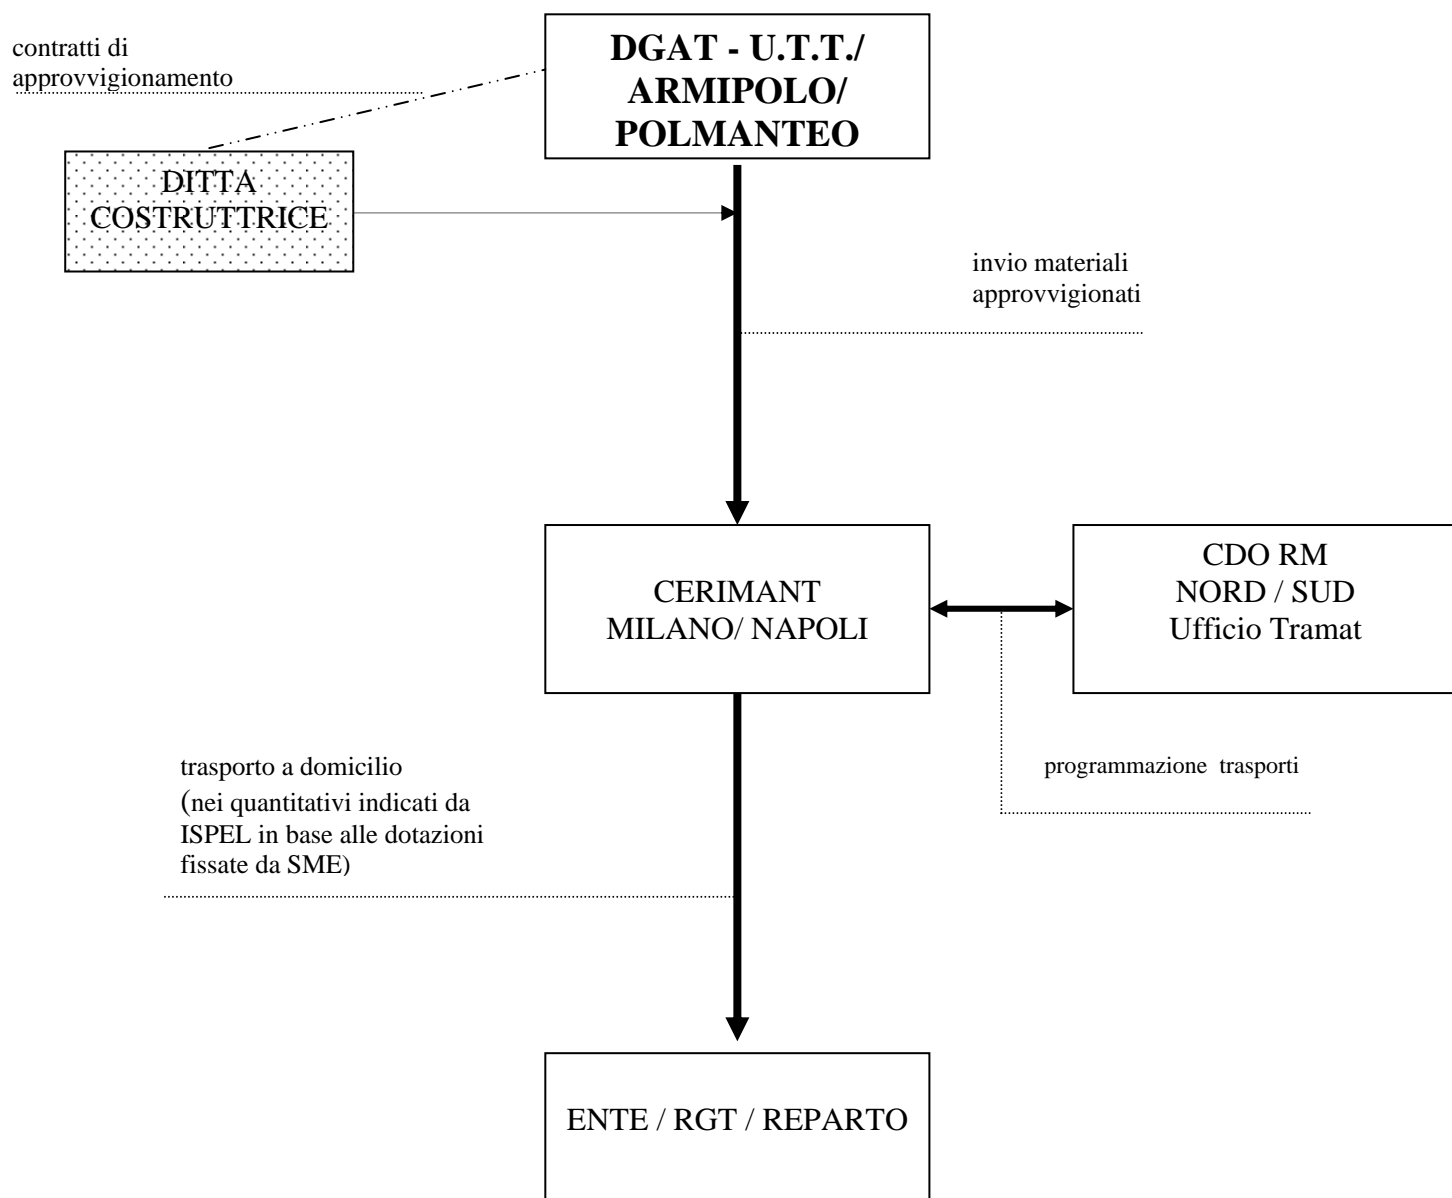 contratti di
approvvigionamento
DGAT - U.T.T./
ARMIPOLO/
POLMANTEO
DITTA
COSTRUTTRICE
invio materiali
approvvigionati
CERIMANT
MILANO/ NAPOLI
CDO RM
NORD / SUD
Ufficio Tramat
trasporto a domicilio
(nei quantitativi indicati da
ISPEL in base alle dotazioni
fissate da SME)
programmazione  trasporti
ENTE / RGT / REPARTO